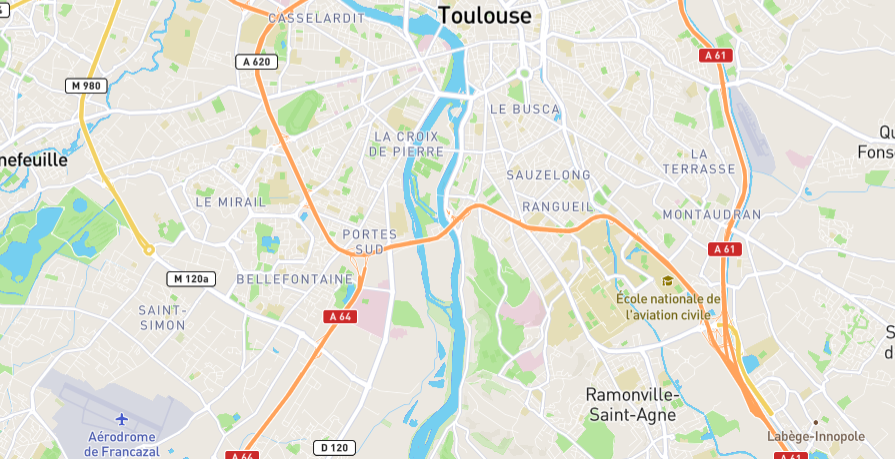 Toulouse
CASSELARDIT
A 620
A 61
M 980
LE BUSCA
LA CROIX
DE PIERRE
nefeuille
Qu
Fons
LA
TERRASSE
SAUZELONG
LE MIRAIL
RANGUEIL
MONTAUDRAN
PORTES
SUD
A 61
M 120a
BELLEFONTAINE
École nationale de
l'aviation civile
SAINT-
SIMON
A 64
S
d
Ramonville-
Saint-Agne
Aérodrome
de Francazal
Labège-Innopole
D 120
A 64
A 61